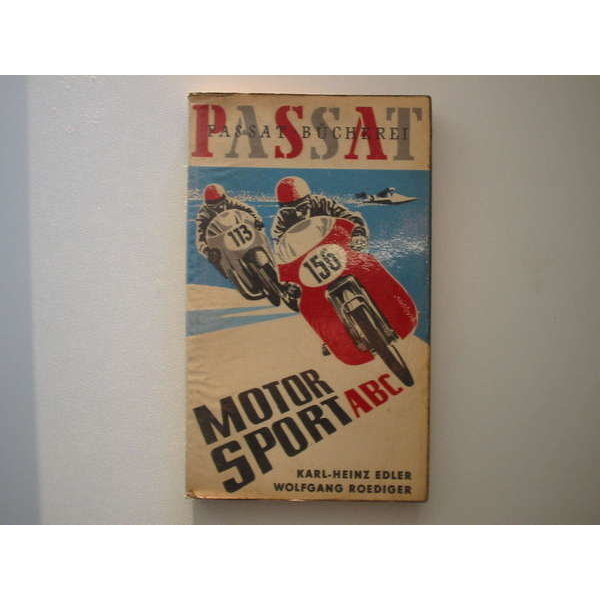 PASSAT
PASSAT BÜCHEREI
113
156
MOTOR
SPORT ABC
KARL-HEINZ EDLER
WOLFGANG ROEDIGER